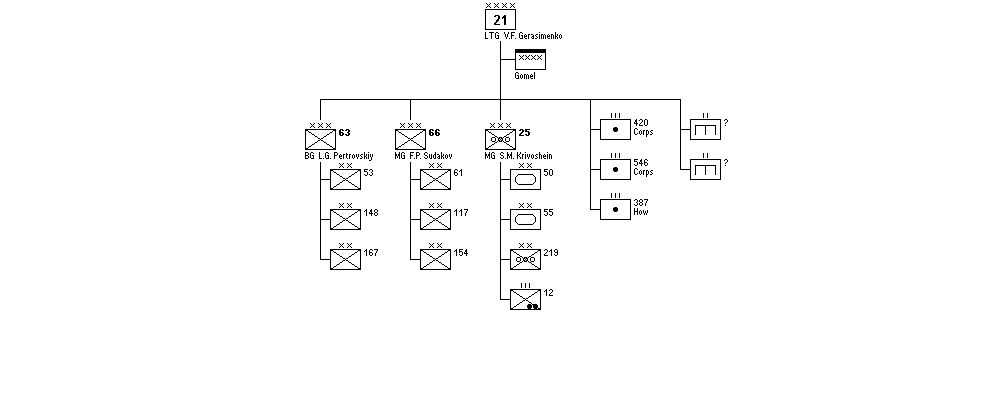 XXXX
21
LTG V.F. Gerasimenko
XXXX
Gomel
XXX
63
BG L.G. Pertrovskiy
XX
53
XX
148
XX
167
XXX
66
MG F.P. Sudakov
XX
61
XX
117
XX
154
XXX
25
MG S.M. Krivoshein
XX
50
XX
55
XX
219
III
12
III
420
Corps
III
546
Corps
III
387
How
II
?
II
?